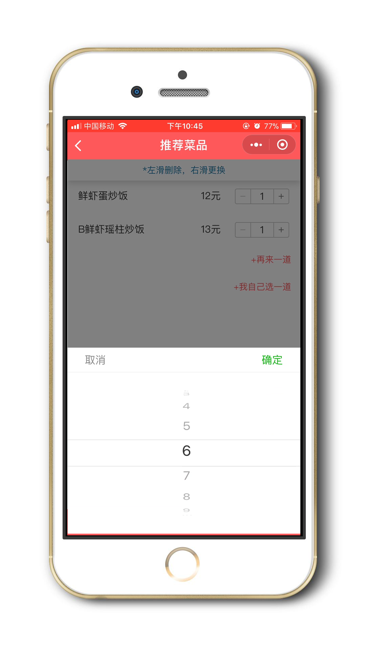 中国移动 下午10:45 77%
推荐菜品
*左滑删除，右滑更换
鲜虾蛋炒饭 12元 − 1 +
B鲜虾瑶柱炒饭 13元 − 1 +
+再来一道
+我自己选一道
取消 确定
4
5
6
7
8